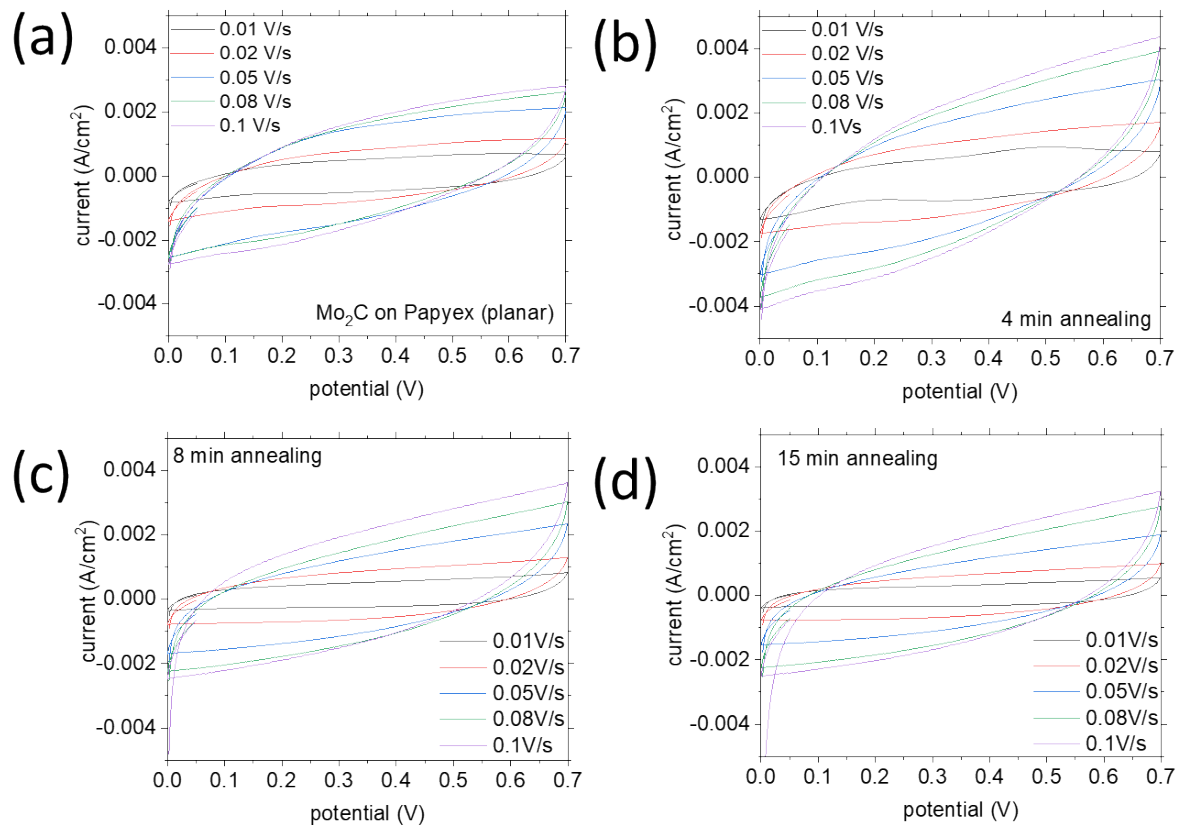 (a)
0.01 V/s
0.02 V/s
0.05 V/s
0.08 V/s
0.1 V/s
0.004
0.002
0.000
-0.002
-0.004
current (A/cm²)
Mo₂C on Papyex (planar)
0.0 0.1 0.2 0.3 0.4 0.5 0.6 0.7
potential (V)
(b)
0.01 V/s
0.02 V/s
0.05 V/s
0.08 V/s
0.1Vs
0.004
0.002
0.000
-0.002
-0.004
current (A/cm²)
4 min annealing
0.0 0.1 0.2 0.3 0.4 0.5 0.6 0.7
potential (V)
(c)
8 min annealing
0.004
0.002
0.000
-0.002
-0.004
current (A/cm²)
0.01V/s
0.02V/s
0.05V/s
0.08V/s
0.1V/s
0.0 0.1 0.2 0.3 0.4 0.5 0.6 0.7
potential (V)
(d)
15 min annealing
0.004
0.002
0.000
-0.002
-0.004
current (A/cm²)
0.01V/s
0.02V/s
0.05V/s
0.08V/s
0.1V/s
0.0 0.1 0.2 0.3 0.4 0.5 0.6 0.7
potential (V)